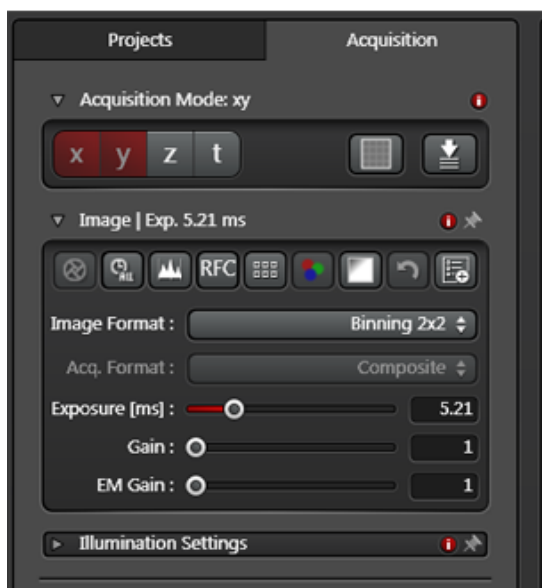 Projects Acquisition
Acquisition Mode: xy
x y z t
Image | Exp. 5.21 ms
ALL RFC
Image Format : Binning 2x2
Acq. Format : Composite
Exposure [ms] : 5.21
Gain : 1
EM Gain : 1
Illumination Settings